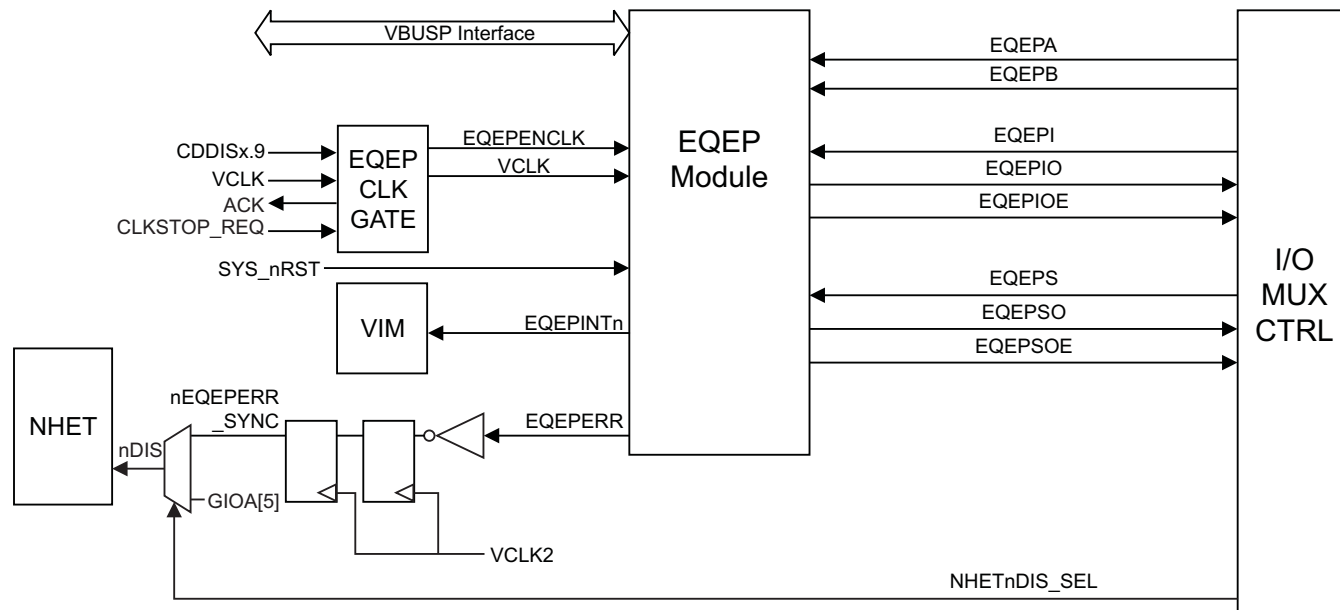 VBUSP Interface
EQEPA
EQEPB
CDDISx.9
VCLK
ACK
CLKSTOP_REQ
EQEP
CLK
GATE
EQEPENCLK
VCLK
EQEP
Module
EQEPI
EQEPIO
EQEPIOE
SYS_nRST
EQEPS
EQEPSO
EQEPSOE
I/O
MUX
CTRL
VIM
EQEPINTn
NHET
nDIS
nEQEPERR
_SYNC
GIOA[5]
EQEPERR
VCLK2
NHETnDIS_SEL